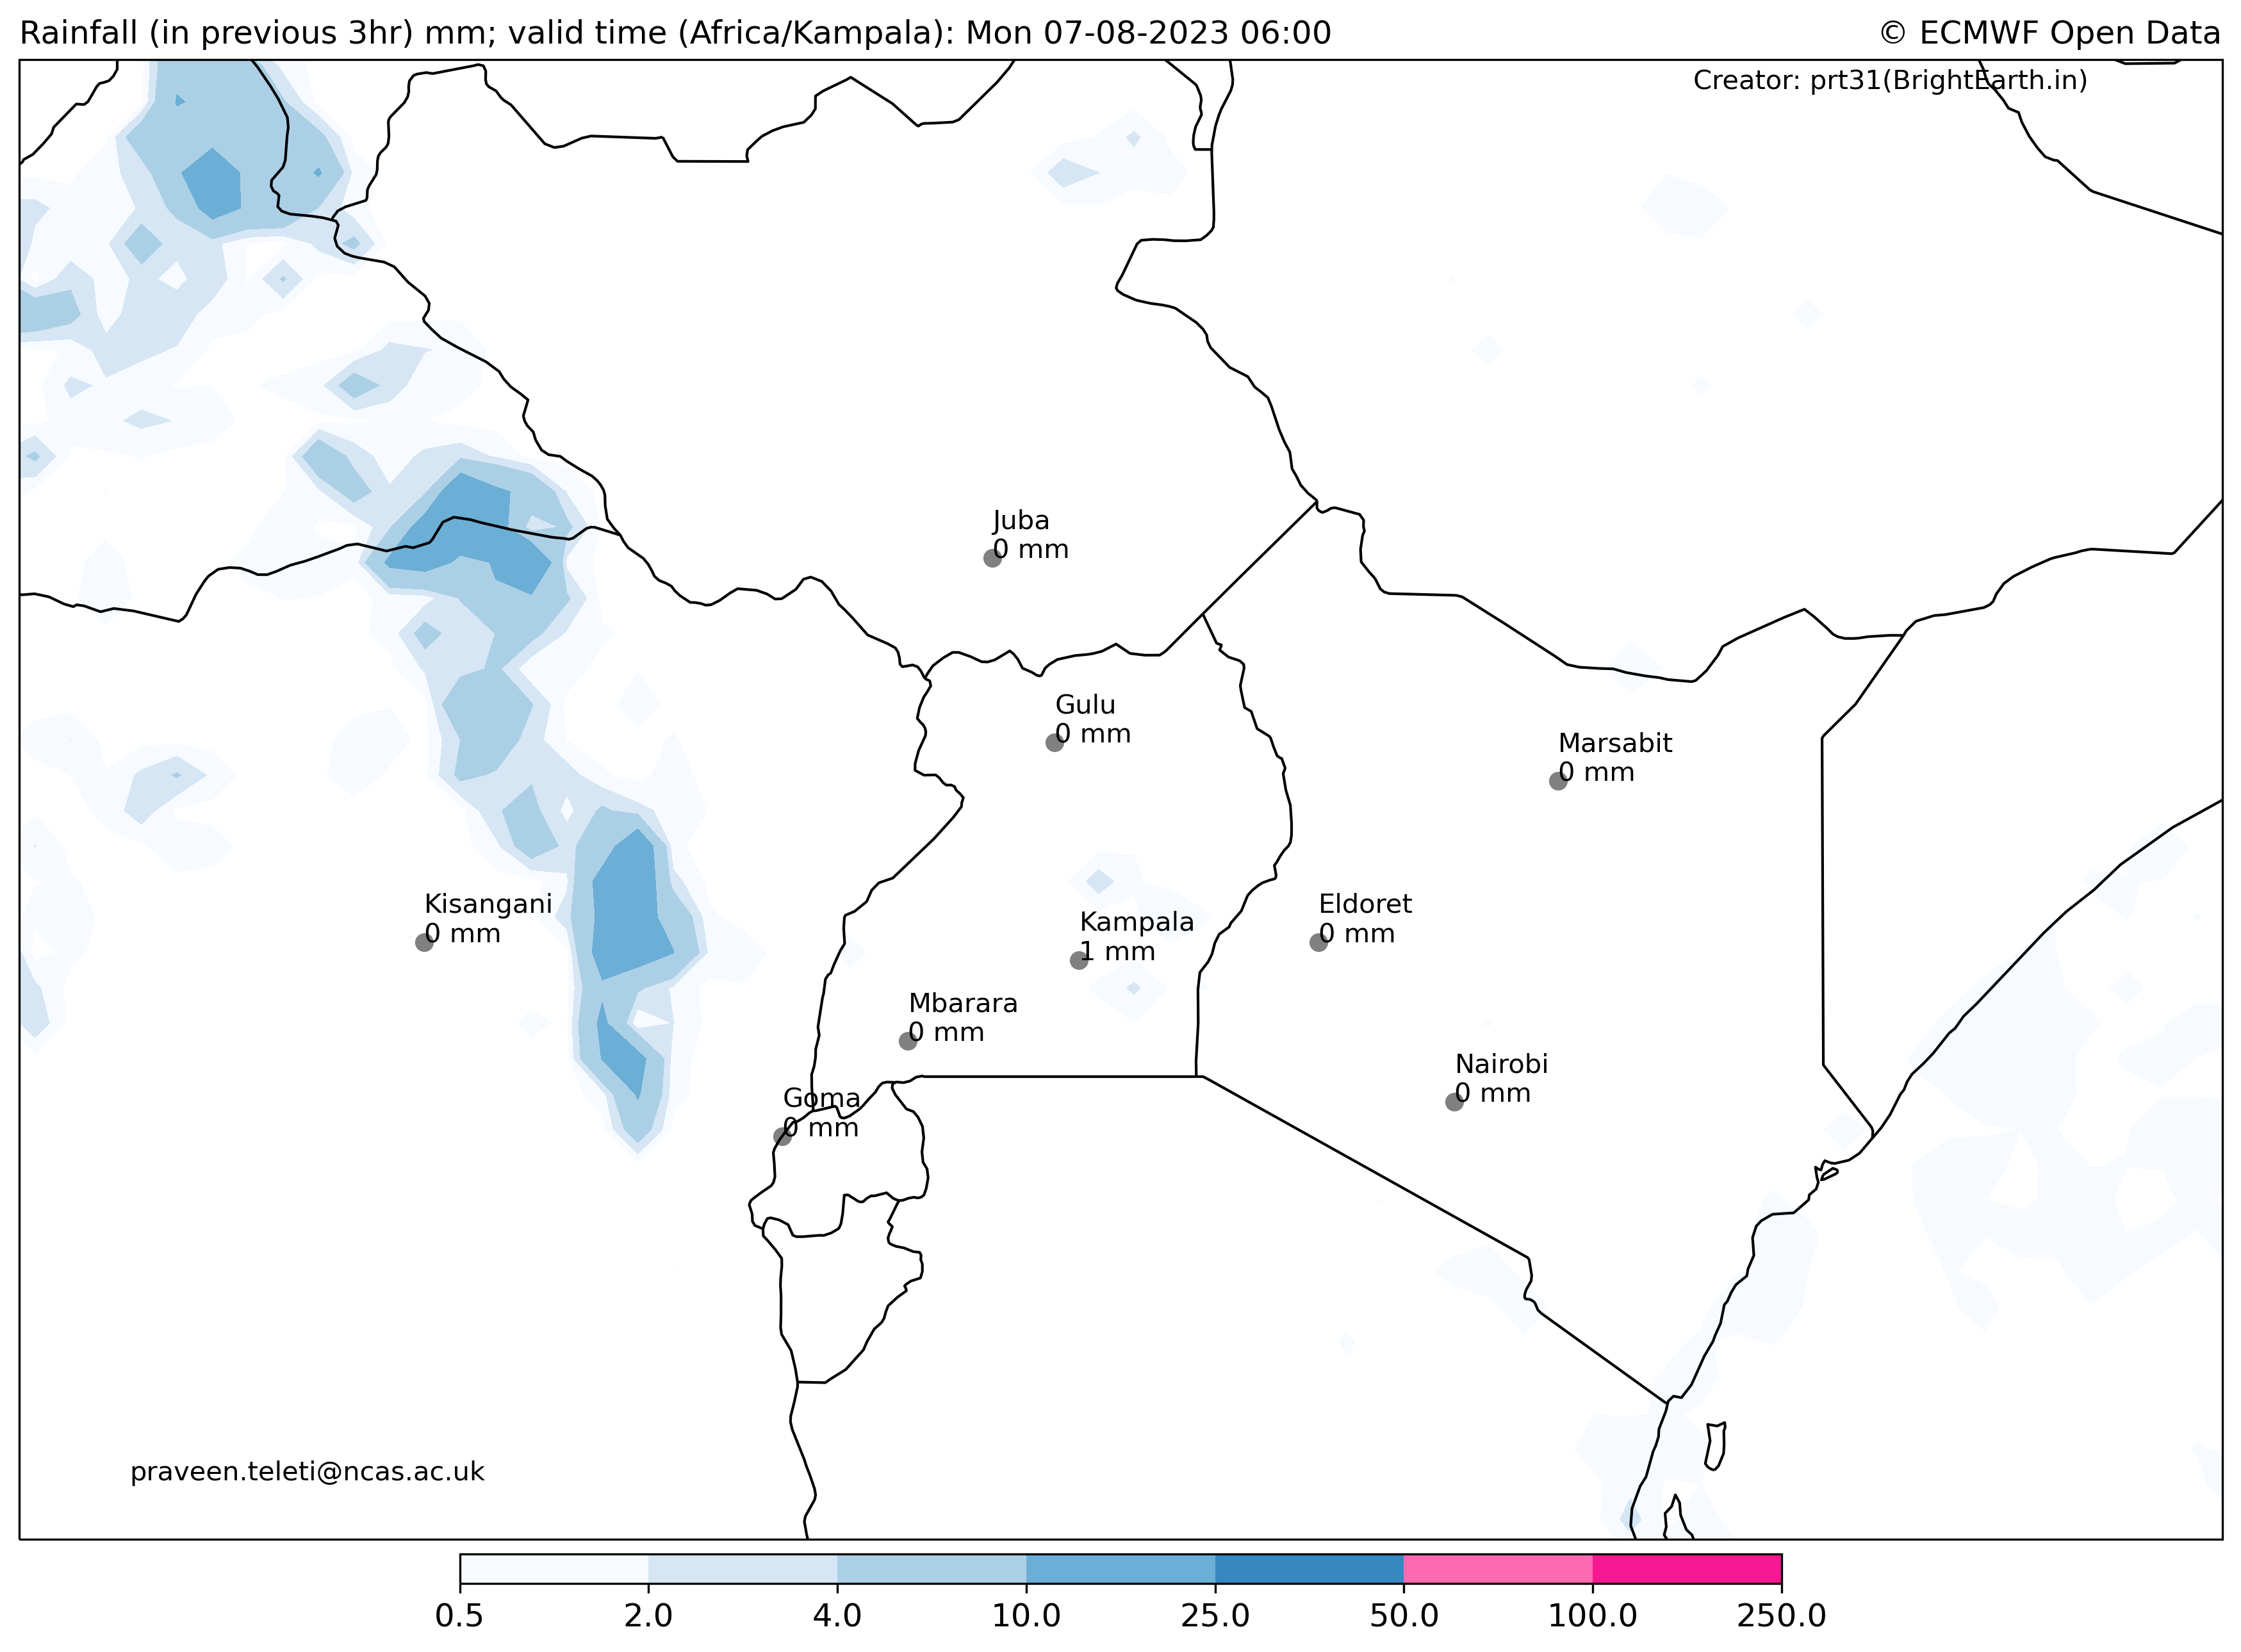 Rainfall (in previous 3hr) mm; valid time (Africa/Kampala): Mon 07-08-2023 06:00
© ECMWF Open Data
Creator: prt31(BrightEarth.in)
Juba
0 mm
Gulu
0 mm
Marsabit
0 mm
Kisangani
0 mm
Eldoret
0 mm
Kampala
1 mm
Mbarara
0 mm
Nairobi
0 mm
Goma
0 mm
praveen.teleti@ncas.ac.uk
0.5 2.0 4.0 10.0 25.0 50.0 100.0 250.0